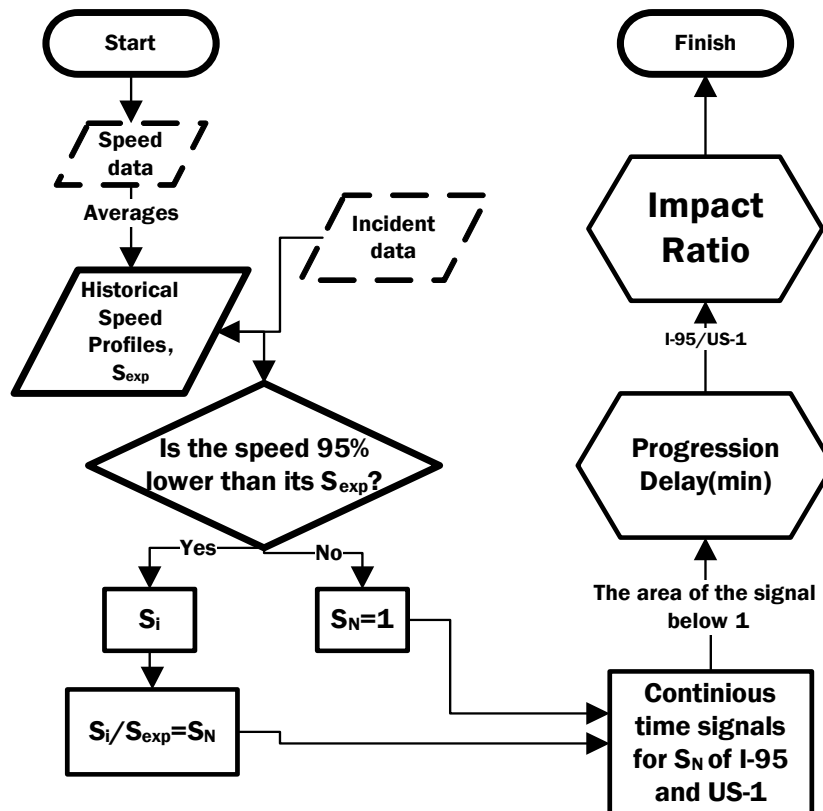 Start
Speed
data
Averages
Historical
Speed
Profiles,
Sexp
Incident
data
Is the speed 95%
lower than its Sexp?
Yes
No
Si
SN=1
Si/Sexp=SN
Continious
time signals
for SN of I-95
and US-1
The area of the signal
below 1
Progression
Delay(min)
I-95/US-1
Impact
Ratio
Finish